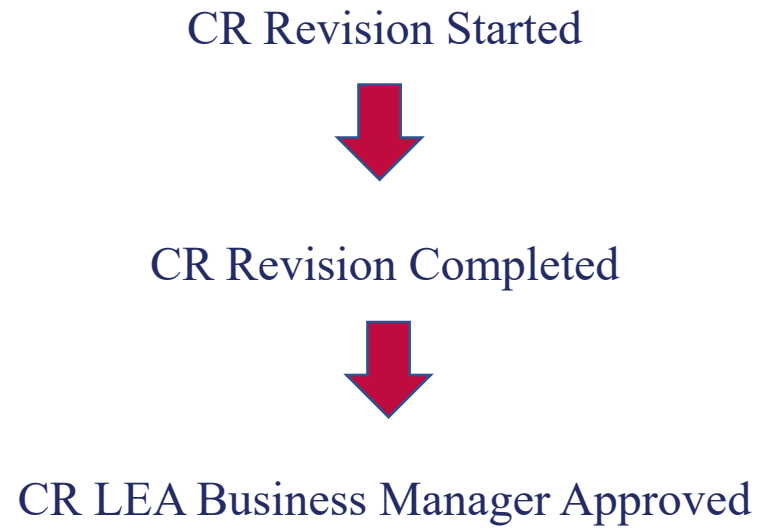 CR Revision Started
CR Revision Completed
CR LEA Business Manager Approved